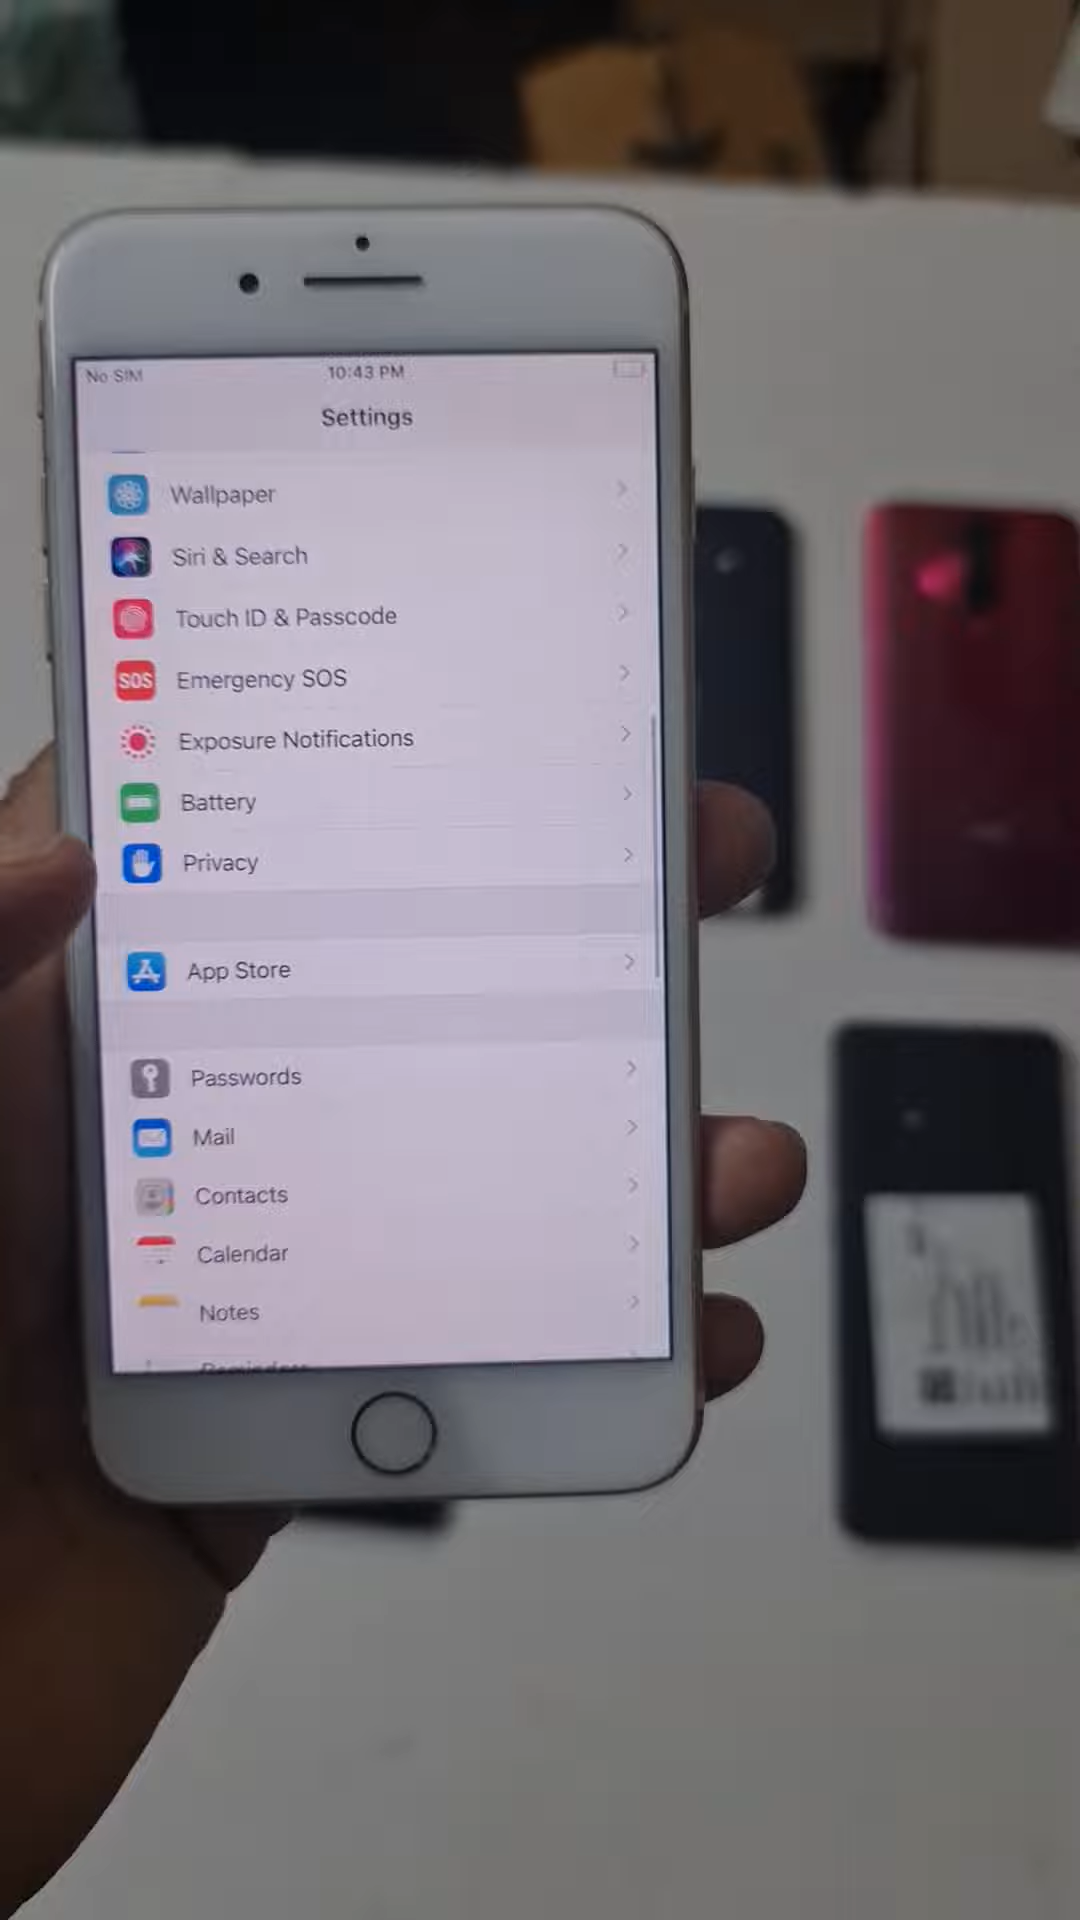 No SIM
10:43 PM
Settings
Wallpaper
Siri & Search
Touch ID & Passcode
SOS
Emergency SOS
Exposure Notifications
Battery
Privacy
App Store
Passwords
Mail
Contacts
Calendar
Notes
Reminders